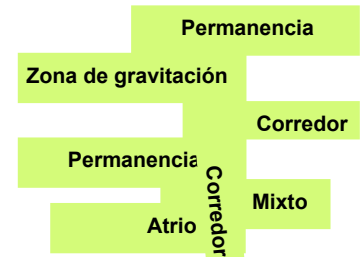 Permanencia
Zona de gravitación
Corredor
Permanencia
Corredor
Mixto
Atrio